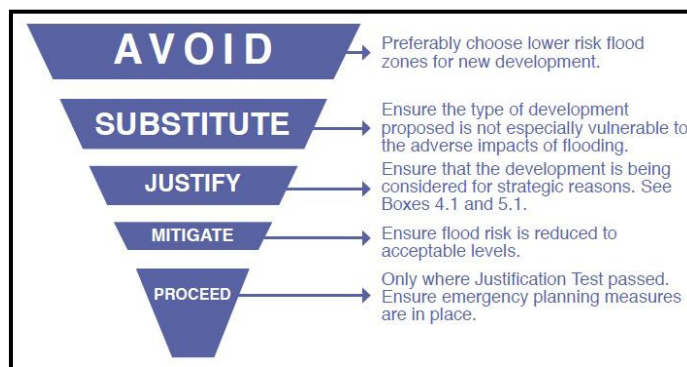 AVOID
Preferably choose lower risk flood
zones for new development.
SUBSTITUTE
Ensure the type of development
proposed is not especially vulnerable to
the adverse impacts of flooding.
JUSTIFY
Ensure that the development is being
considered for strategic reasons. See
Boxes 4.1 and 5.1.
MITIGATE
Ensure flood risk is reduced to
acceptable levels.
PROCEED
Only where Justification Test passed.
Ensure emergency planning measures
are in place.